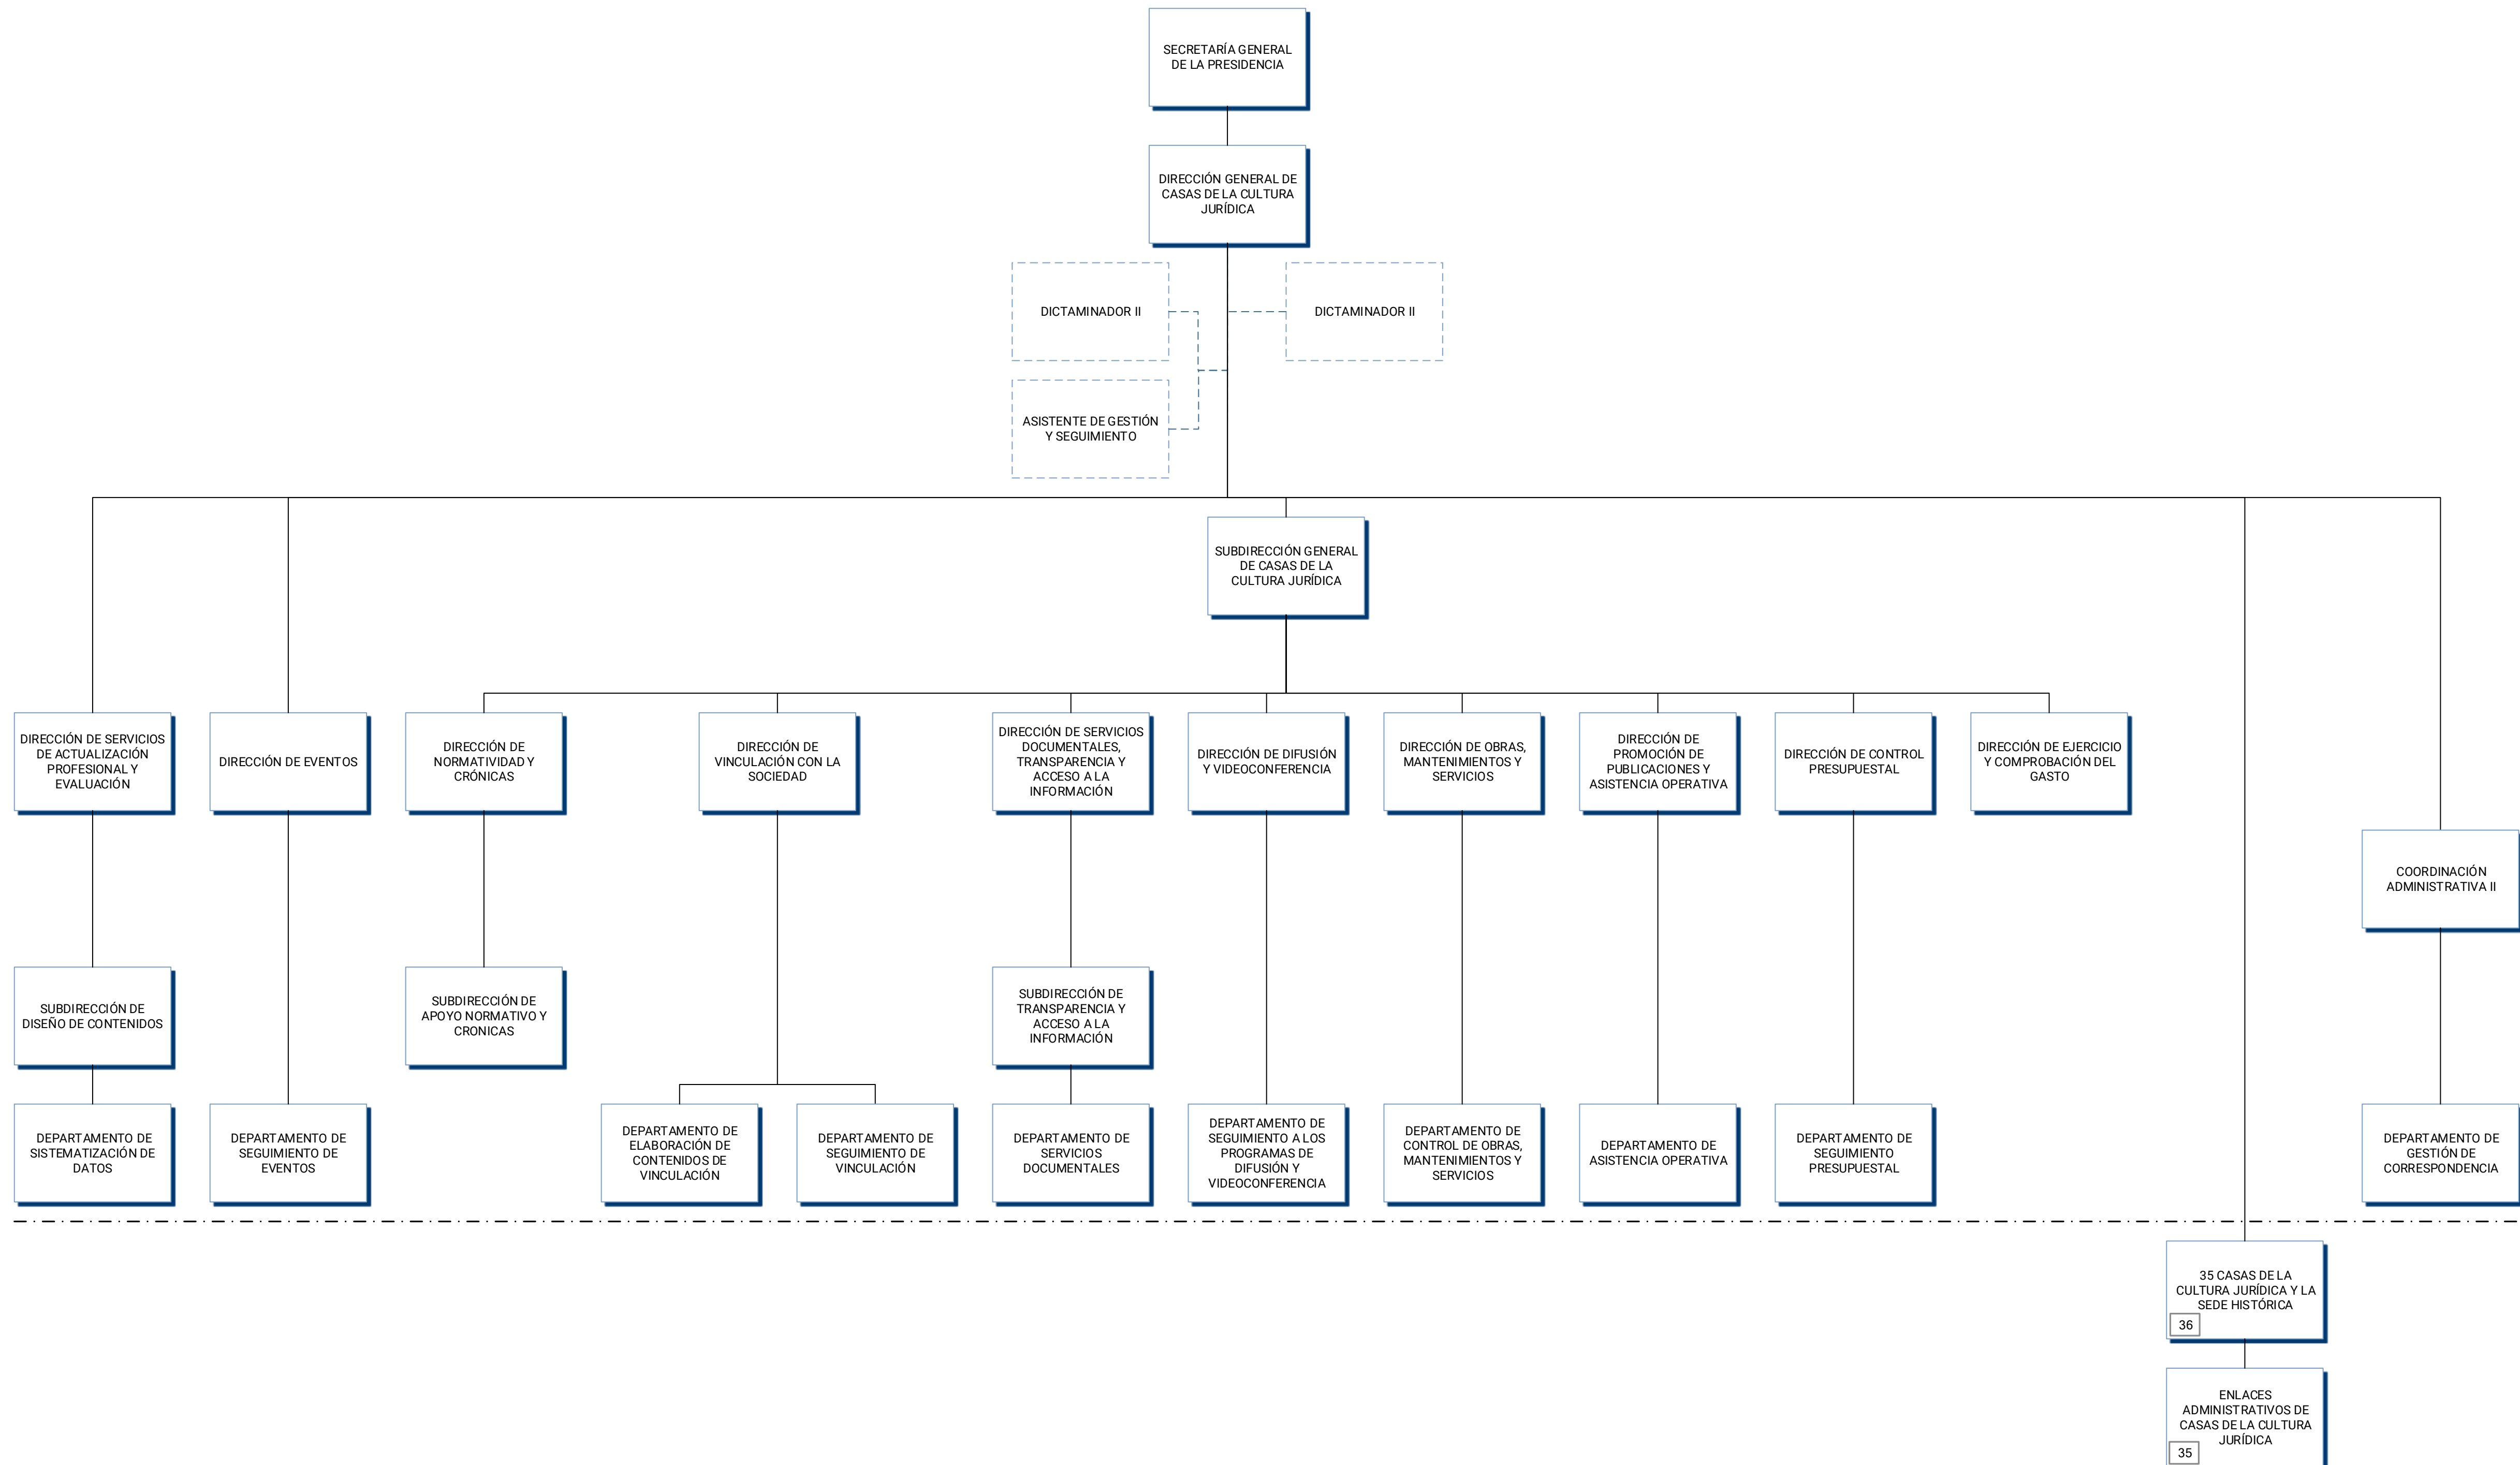 SECRETARÍA GENERAL
DE LA PRESIDENCIA
DIRECCIÓN GENERAL DE
CASAS DE LA CULTURA
JURÍDICA
DICTAMINADOR II
DICTAMINADOR II
ASISTENTE DE GESTIÓN
Y SEGUIMIENTO
SUBDIRECCIÓN GENERAL
DE CASAS DE LA
CULTURA JURÍDICA
DIRECCIÓN DE SERVICIOS
DE ACTUALIZACIÓN
PROFESIONAL Y
EVALUACIÓN
DIRECCIÓN DE EVENTOS
DIRECCIÓN DE
NORMATIVIDAD Y
CRÓNICAS
DIRECCIÓN DE
VINCULACIÓN CON LA
SOCIEDAD
DIRECCIÓN DE SERVICIOS
DOCUMENTALES,
TRANSPARENCIA Y
ACCESO A LA
INFORMACIÓN
DIRECCIÓN DE DIFUSIÓN
Y VIDEOCONFERENCIA
DIRECCIÓN DE OBRAS,
MANTENIMIENTOS Y
SERVICIOS
DIRECCIÓN DE
PROMOCIÓN DE
PUBLICACIONES Y
ASISTENCIA OPERATIVA
DIRECCIÓN DE CONTROL
PRESUPUESTAL
DIRECCIÓN DE EJERCICIO
Y COMPROBACIÓN DEL
GASTO
COORDINACIÓN
ADMINISTRATIVA II
SUBDIRECCIÓN DE
DISEÑO DE CONTENIDOS
SUBDIRECCIÓN DE
APOYO NORMATIVO Y
CRONICAS
SUBDIRECCIÓN DE
TRANSPARENCIA Y
ACCESO A LA
INFORMACIÓN
DEPARTAMENTO DE
SISTEMATIZACIÓN DE
DATOS
DEPARTAMENTO DE
SEGUIMIENTO DE
EVENTOS
DEPARTAMENTO DE
ELABORACIÓN DE
CONTENIDOS DE
VINCULACIÓN
DEPARTAMENTO DE
SEGUIMIENTO DE
VINCULACIÓN
DEPARTAMENTO DE
SERVICIOS
DOCUMENTALES
DEPARTAMENTO DE
SEGUIMIENTO A LOS
PROGRAMAS DE
DIFUSIÓN Y
VIDEOCONFERENCIA
DEPARTAMENTO DE
CONTROL DE OBRAS,
MANTENIMIENTOS Y
SERVICIOS
DEPARTAMENTO DE
ASISTENCIA OPERATIVA
DEPARTAMENTO DE
SEGUIMIENTO
PRESUPUESTAL
DEPARTAMENTO DE
GESTIÓN DE
CORRESPONDENCIA
35 CASAS DE LA
CULTURA JURÍDICA Y LA
SEDE HISTÓRICA
36
ENLACES
ADMINISTRATIVOS DE
CASAS DE LA CULTURA
JURÍDICA
35